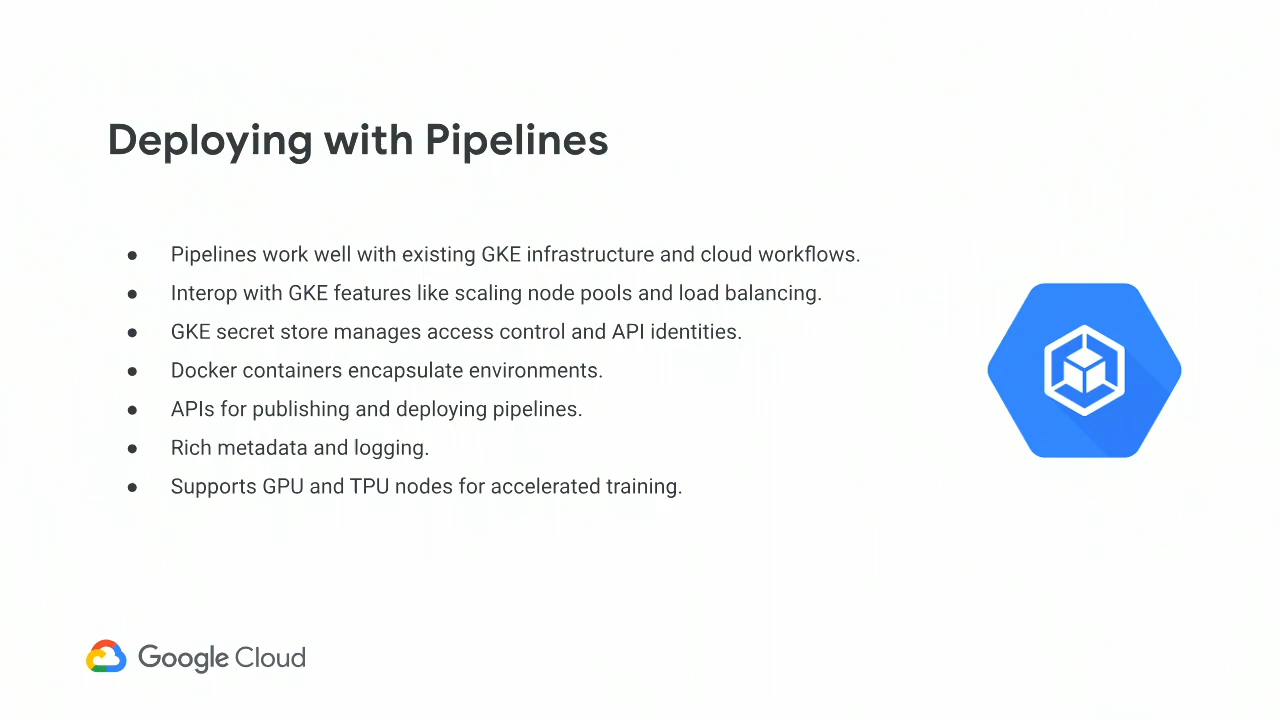 Deploying with Pipelines
● Pipelines work well with existing GKE infrastructure and cloud workflows.
● Interop with GKE features like scaling node pools and load balancing.
● GKE secret store manages access control and API identities.
● Docker containers encapsulate environments.
● APIs for publishing and deploying pipelines.
● Rich metadata and logging.
● Supports GPU and TPU nodes for accelerated training.
Google Cloud